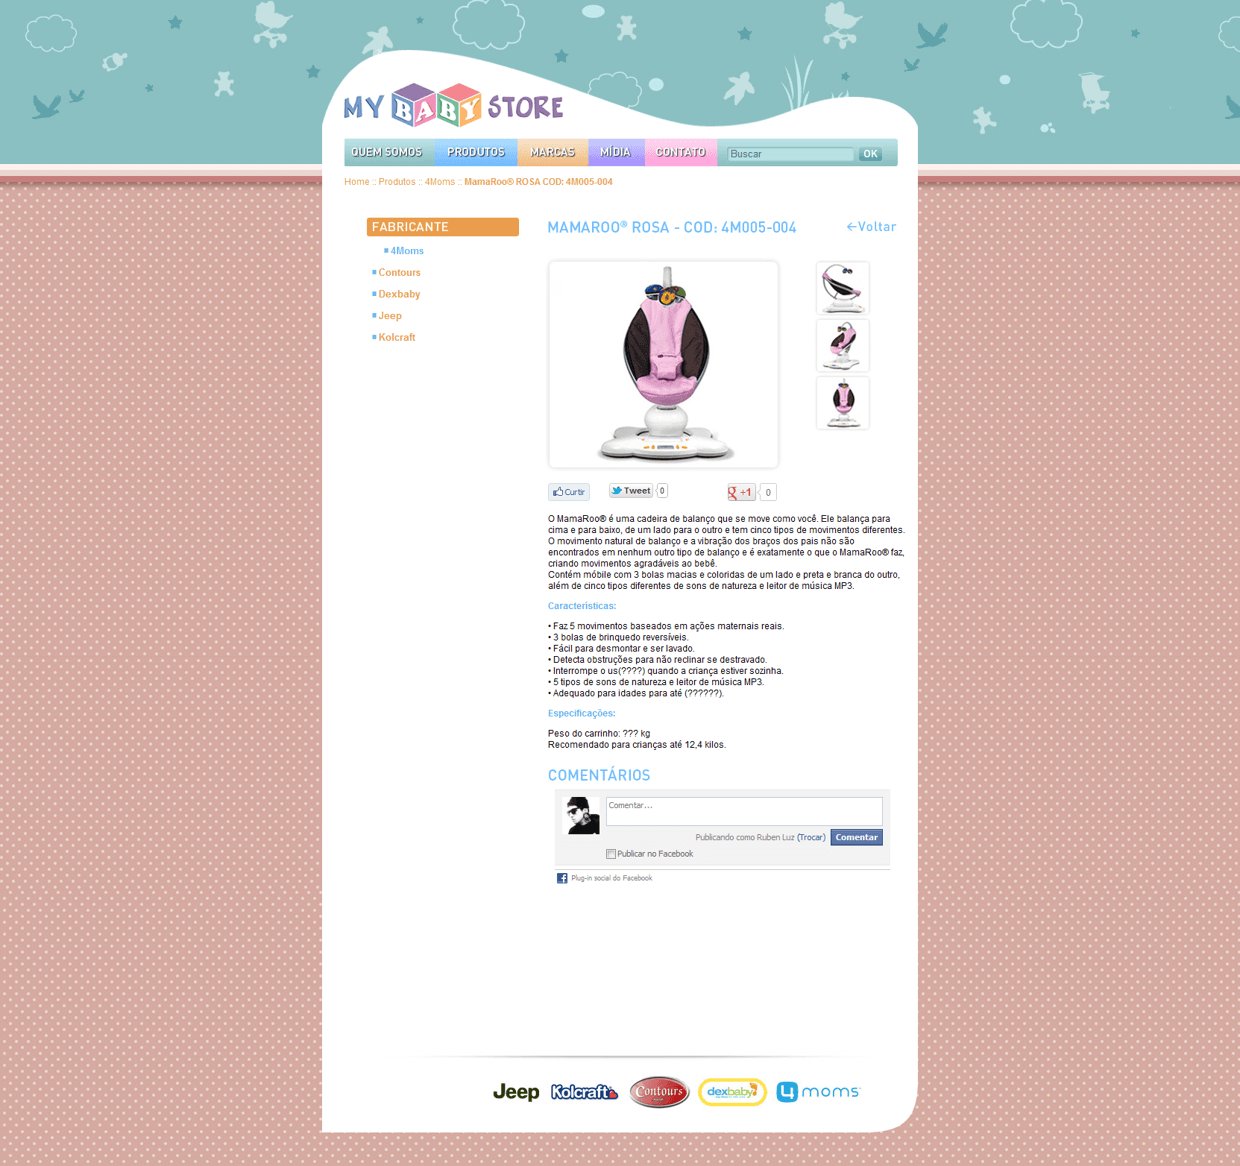 MY BABY STORE
QUEM SOMOS PRODUTOS MARCAS MÍDIA CONTATO Buscar OK
Home :: Produtos :: 4Moms :: MamaRoo® ROSA COD: 4M005-004
FABRICANTE
4Moms
Contours
Dexbaby
Jeep
Kolcraft
MAMAROO® ROSA - COD: 4M005-004
←Voltar
Curtir Tweet 0 +1 0
O MamaRoo® é uma cadeira de balanço que se move como você. Ele balança para
cima e para baixo, de um lado para o outro e tem cinco tipos de movimentos diferentes.
O movimento natural de balanço e a vibração dos braços dos pais não são
encontrados em nenhum outro tipo de balanço e é exatamente o que o MamaRoo® faz,
criando movimentos agradáveis ao bebê.
Contém móbile com 3 bolas macias e coloridas de um lado e preta e branca do outro,
além de cinco tipos diferentes de sons de natureza e leitor de música MP3.
Caracterìsticas:
• Faz 5 movimentos baseados em ações maternais reais.
• 3 bolas de brinquedo reversíveis.
• Fácil para desmontar e ser lavado.
• Detecta obstruções para não reclinar se destravado.
• Interrompe o us(????) quando a criança estiver sozinha.
• 5 tipos de sons de natureza e leitor de música MP3.
• Adequado para idades para até (??????).
Especificações:
Peso do carrinho: ??? kg
Recomendado para crianças até 12,4 kilos.
COMENTÁRIOS
Comentar...
Publicando como Ruben Luz (Trocar) Comentar
Publicar no Facebook
Plug-in social do Facebook
Jeep Kolcraft Contours dexbaby 4 moms